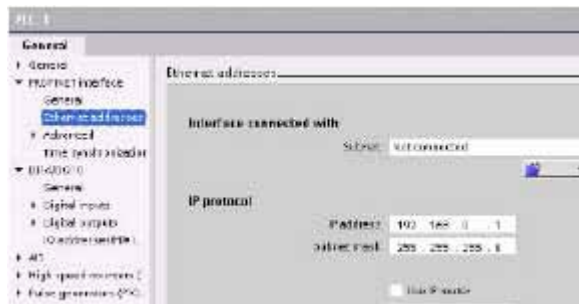 PLC_1
General
General
PROFINET interface
General
Ethernet addresses
Advanced
Time synchronization
DI14/DO10
General
Digital inputs
Digital outputs
I/O addresses
AI2
High speed counters (
Pulse generators (
Ethernet addresses
Interface connected with
Subnet: Not connected
IP protocol
IP address: 192 . 168 . 0 . 1
Subnet mask: 255 . 255 . 255 . 0
Use IP router